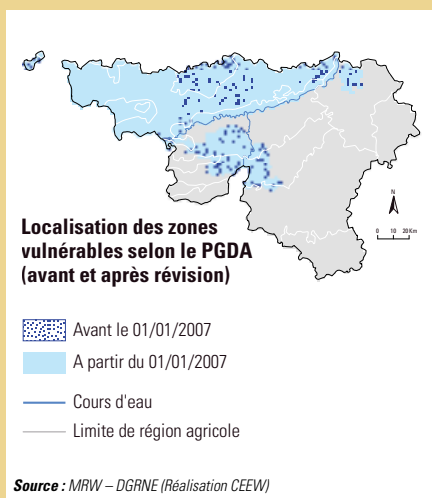 N
0 10 20 Km
Localisation des zones
vulnérables selon le PGDA
(avant et après révision)
Avant le 01/01/2007
A partir du 01/01/2007
Cours d'eau
Limite de région agricole
Source : MRW – DGRNE (Réalisation CEEW)